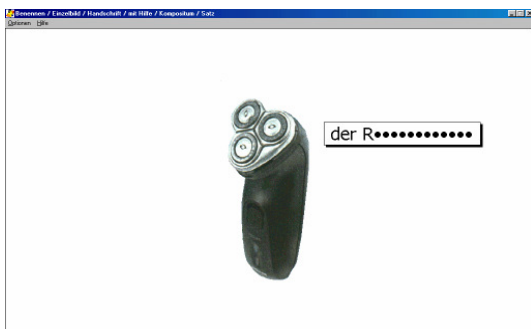 Benennen / Einzelbild / Handschrift / mit Hilfe / Kompositum / Satz
Optionen Hilfe
der R••••••••••••